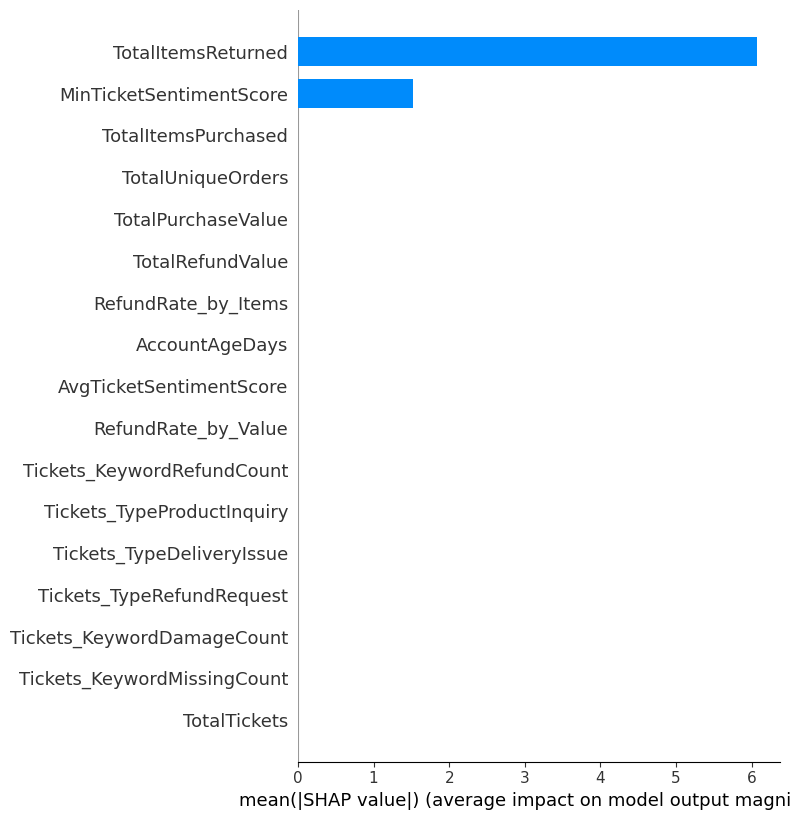 TotalItemsReturned
MinTicketSentimentScore
TotalItemsPurchased
TotalUniqueOrders
TotalPurchaseValue
TotalRefundValue
RefundRate_by_Items
AccountAgeDays
AvgTicketSentimentScore
RefundRate_by_Value
Tickets_KeywordRefundCount
Tickets_TypeProductInquiry
Tickets_TypeDeliveryIssue
Tickets_TypeRefundRequest
Tickets_KeywordDamageCount
Tickets_KeywordMissingCount
TotalTickets
0 1 2 3 4 5 6
mean(|SHAP value|) (average impact on model output magni